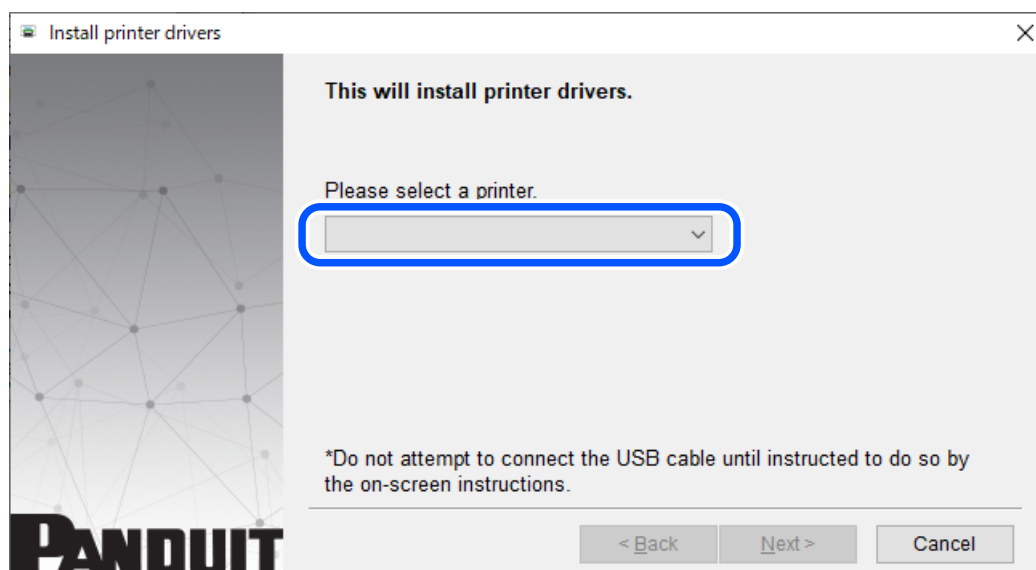 Install printer drivers
This will install printer drivers.
Please select a printer.
*Do not attempt to connect the USB cable until instructed to do so by
the on-screen instructions.
PANDUIT
< Back
Next >
Cancel